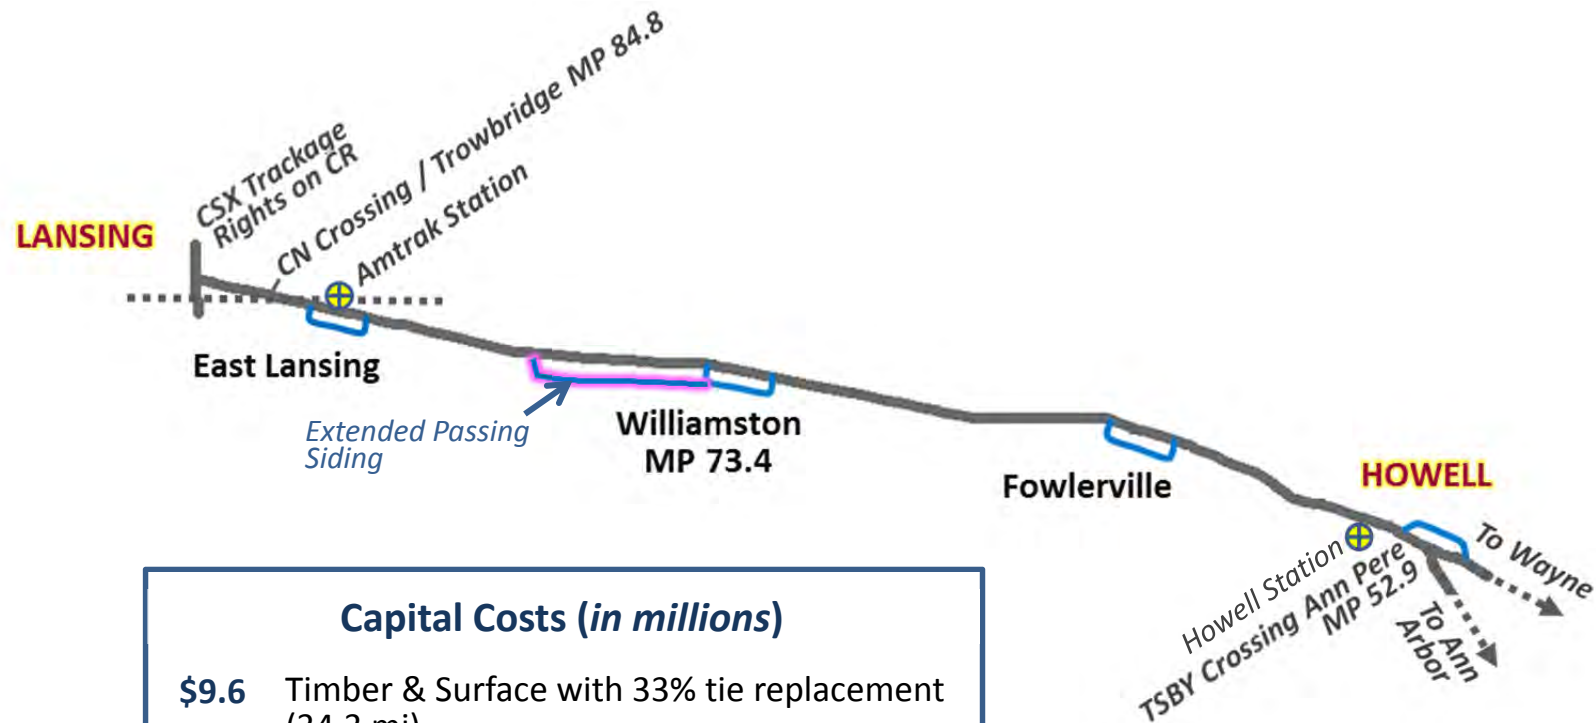 CSX Trackage
Rights on CR
CN Crossing / Trowbridge MP 84.8
Amtrak Station
LANSING
East Lansing
Extended Passing
Siding
Williamston
MP 73.4
Fowlerville
HOWELL
Howell Station
TSBY Crossing Ann Pere
MP 52.9
To Wayne
To Ann
Arbor
Capital Costs (in millions)
$9.6 Timber & Surface with 33% tie replacement